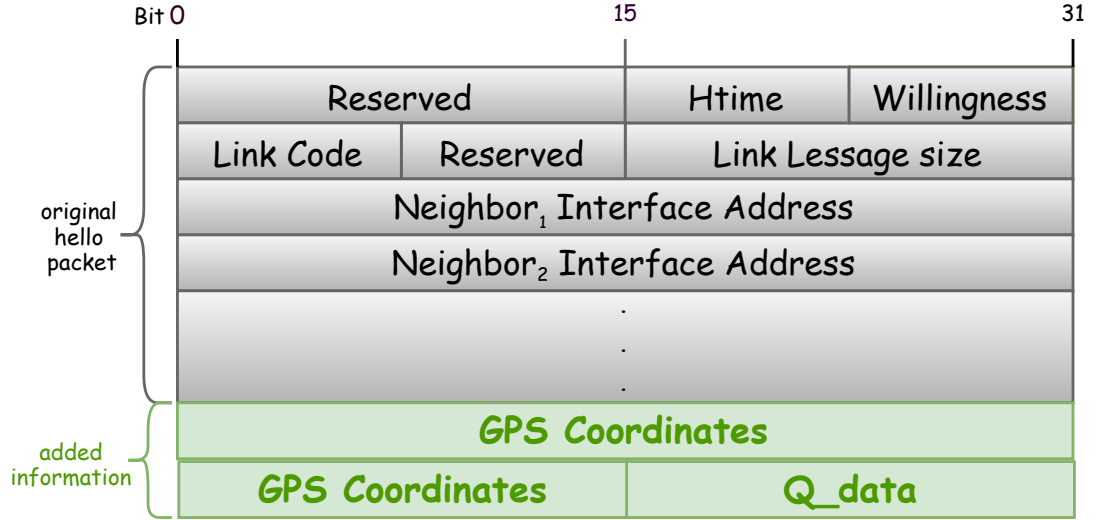 Bit 0 15 31
Reserved Htime Willingness
Link Code Reserved Link Lessage size
Neighbor₁ Interface Address
Neighbor₂ Interface Address
.
.
.
original
hello
packet
GPS Coordinates
GPS Coordinates Q_data
added
information